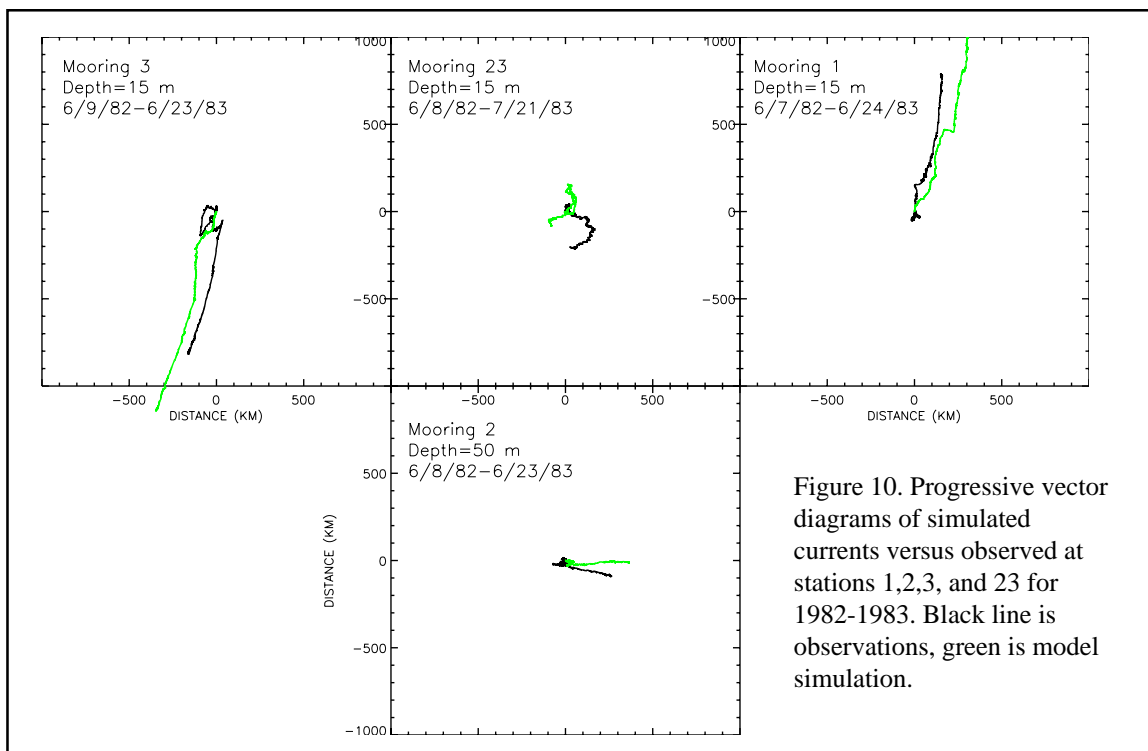 1000
1000
Mooring 3
Depth=15 m
6/9/82−6/23/83
Mooring 23
Depth=15 m
6/8/82−7/21/83
Mooring 1
Depth=15 m
6/7/82−6/24/83
500
500
0
0
−500
−500
−500 0 500
−500 0 500
−500 0 500
DISTANCE (KM)
DISTANCE (KM)
Mooring 2
Depth=50 m
6/8/82−6/23/83
500
0
−500
−1000
DISTANCE (KM)
Figure 10. Progressive vector
diagrams of simulated
currents versus observed at
stations 1,2,3, and 23 for
1982-1983. Black line is
observations, green is model
simulation.